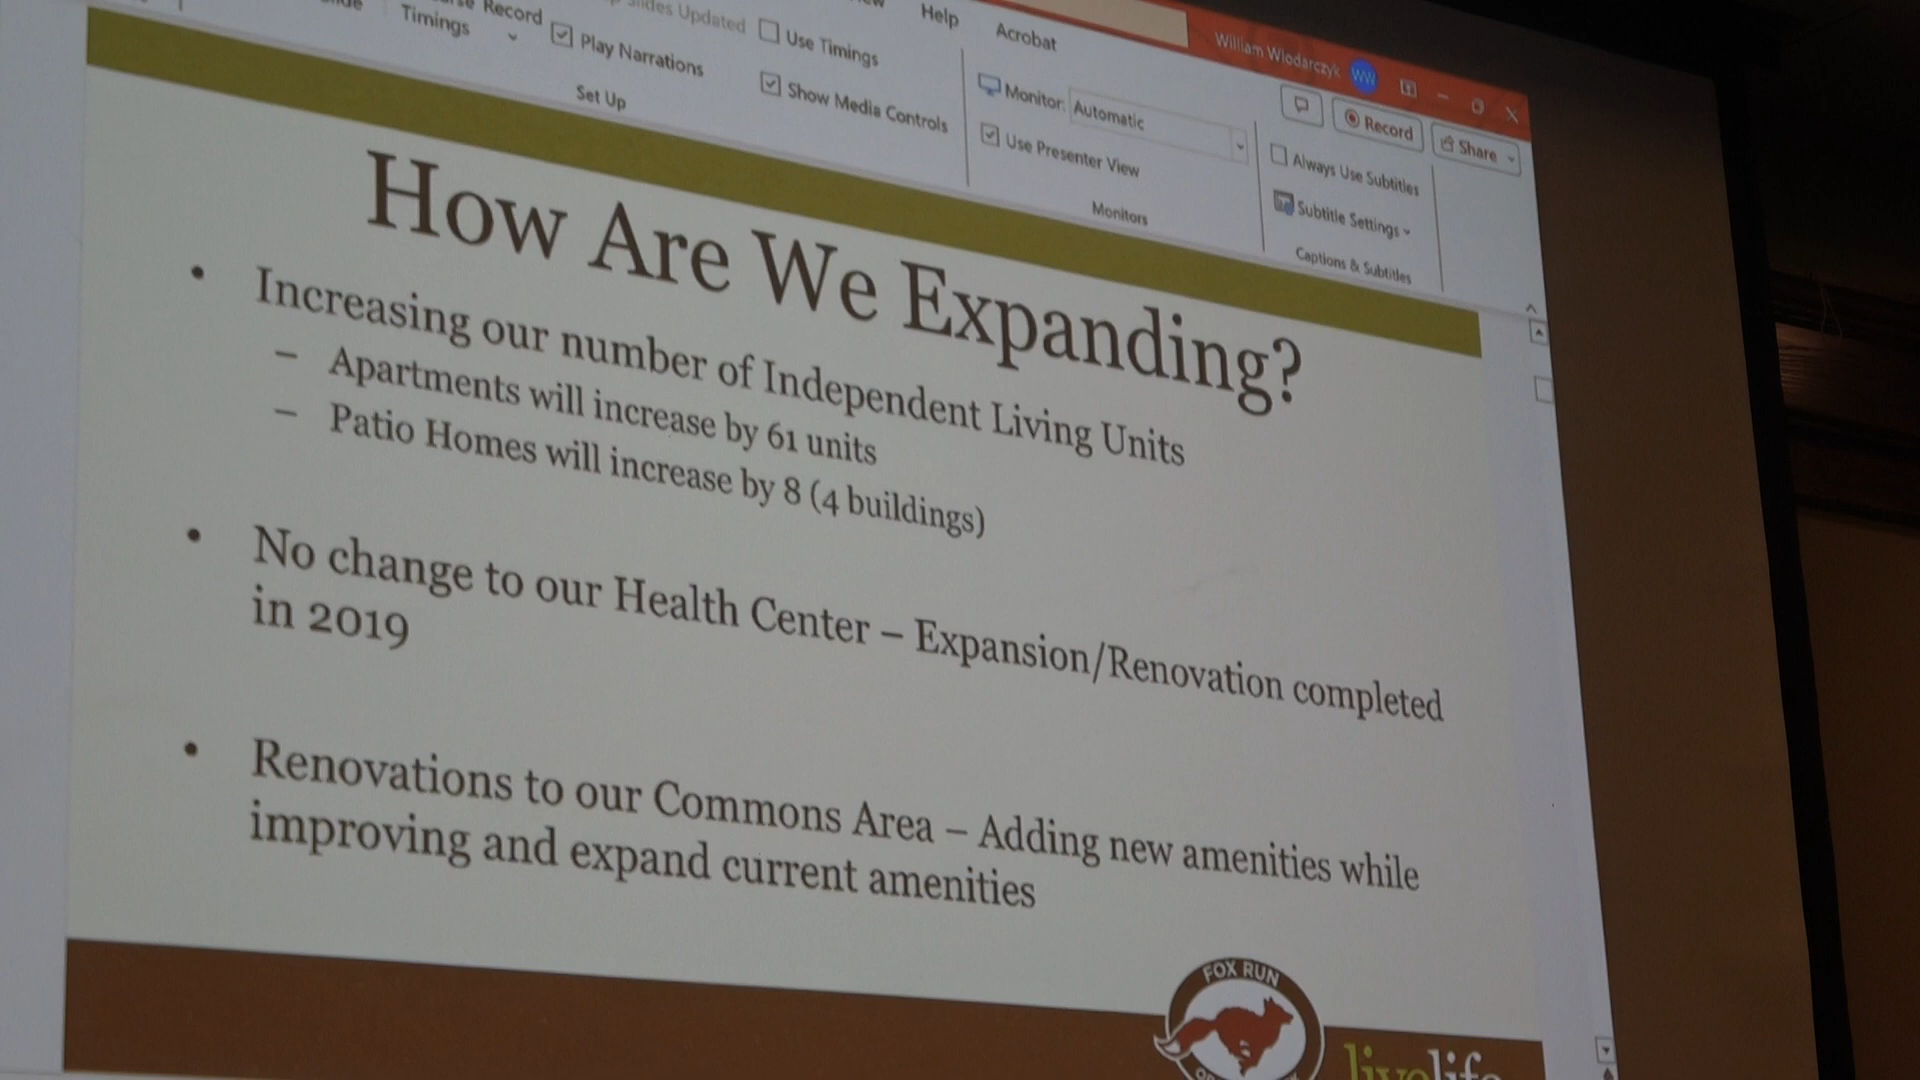 Help
Acrobat
William Wlodarczyk
WW
Record
Timings
Play Narrations
Slides Updated
Use Timings
Show Media Controls
Set Up
Monitor:
Automatic
Use Presenter View
Monitors
Record
Share
Always Use Subtitles
Subtitle Settings
Captions & Subtitles
How Are We Expanding?
• Increasing our number of Independent Living Units
– Apartments will increase by 61 units
– Patio Homes will increase by 8 (4 buildings)
• No change to our Health Center – Expansion/Renovation completed
in 2019
• Renovations to our Commons Area – Adding new amenities while
improving and expand current amenities
FOX RUN
livelife